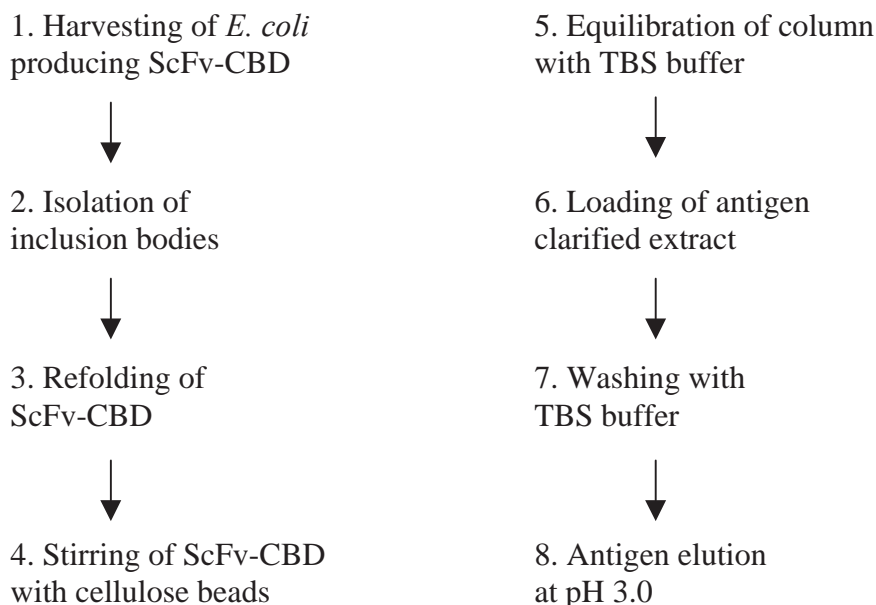 1. Harvesting of E. coli
producing ScFv-CBD
2. Isolation of
inclusion bodies
3. Refolding of
ScFv-CBD
4. Stirring of ScFv-CBD
with cellulose beads
5. Equilibration of column
with TBS buffer
6. Loading of antigen
clarified extract
7. Washing with
TBS buffer
8. Antigen elution
at pH 3.0